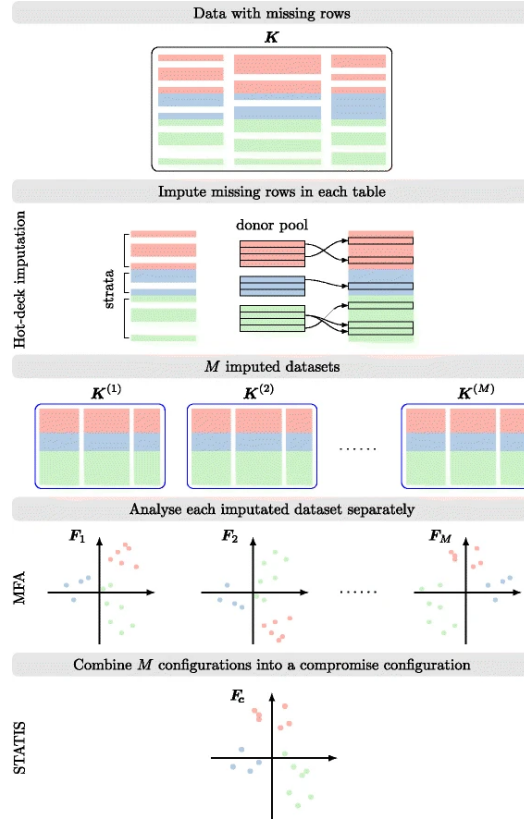 Data with missing rows
K
Impute missing rows in each table
Hot-deck imputation
strata
donor pool
M imputed datasets
K(1) K(2) K(M)
......
Analyse each imputated dataset separately
MFA
F1 F2 FM
......
Combine M configurations into a compromise configuration
STATIS
Fc